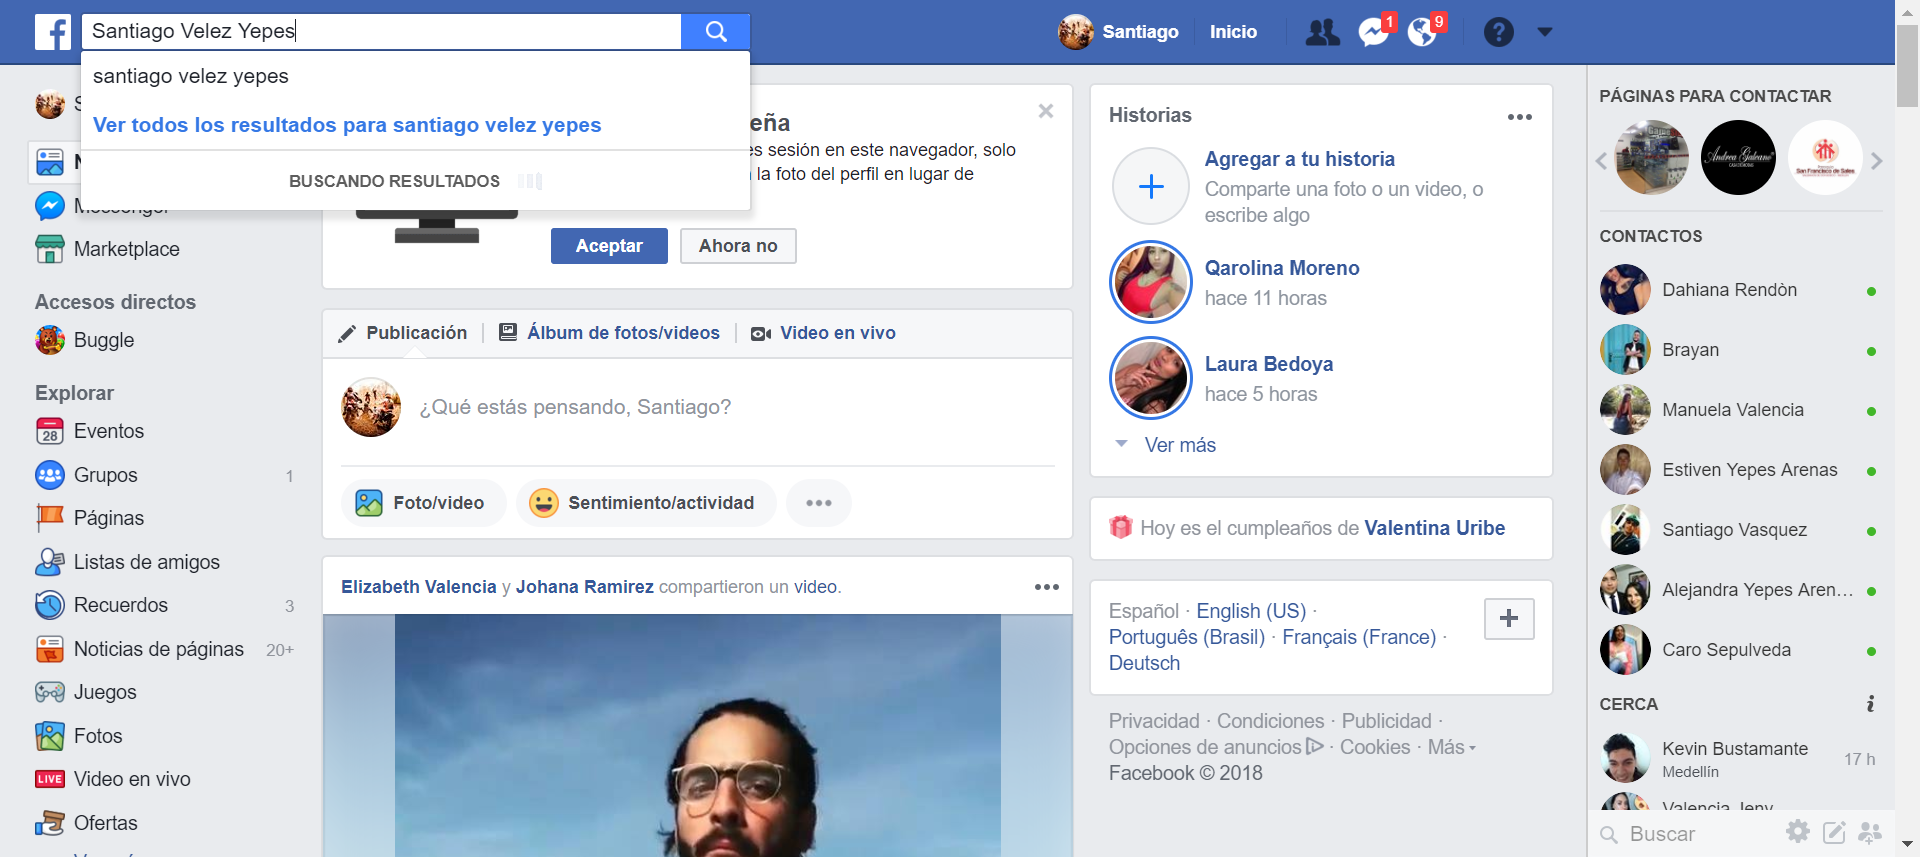 Santiago Velez Yepes
Santiago
Inicio
1
9
santiago velez yepes
Ver todos los resultados para santiago velez yepes
BUSCANDO RESULTADOS
Marketplace
Accesos directos
Buggle
Explorar
28
Eventos
Grupos 1
Páginas
Listas de amigos
Recuerdos 3
Noticias de páginas 20+
Juegos
Fotos
LIVE Video en vivo
Ofertas
es sesión en este navegador, solo
la foto del perfil en lugar de
Aceptar
Ahora no
Publicación
Álbum de fotos/videos
Video en vivo
¿Qué estás pensando, Santiago?
Foto/video
Sentimiento/actividad
Elizabeth Valencia y Johana Ramirez compartieron un video.
Historias
Agregar a tu historia
Comparte una foto o un video, o
escribe algo
Qarolina Moreno
hace 11 horas
Laura Bedoya
hace 5 horas
Ver más
Hoy es el cumpleaños de Valentina Uribe
Español · English (US) ·
Português (Brasil) · Français (France) ·
Deutsch
Privacidad · Condiciones · Publicidad ·
Opciones de anuncios · Cookies · Más
Facebook © 2018
PÁGINAS PARA CONTACTAR
Andrea Galeano
San Francisco de Sales
CONTACTOS
Dahiana Rendòn
Brayan
Manuela Valencia
Estiven Yepes Arenas
Santiago Vasquez
Alejandra Yepes Aren...
Caro Sepulveda
CERCA
Kevin Bustamante
Medellín
17 h
Valencia Jeny
Buscar